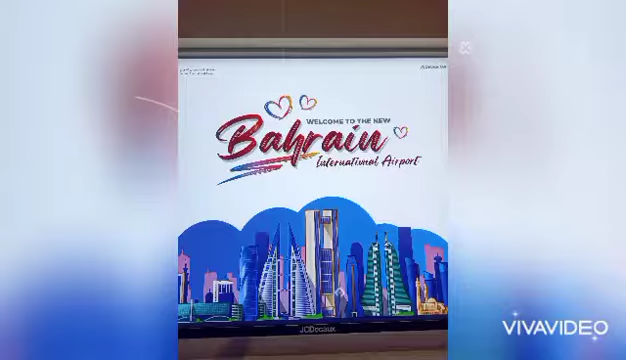 WELCOME TO THE NEW
Bahrain
International Airport
JCDecaux
VIVAVIDEO